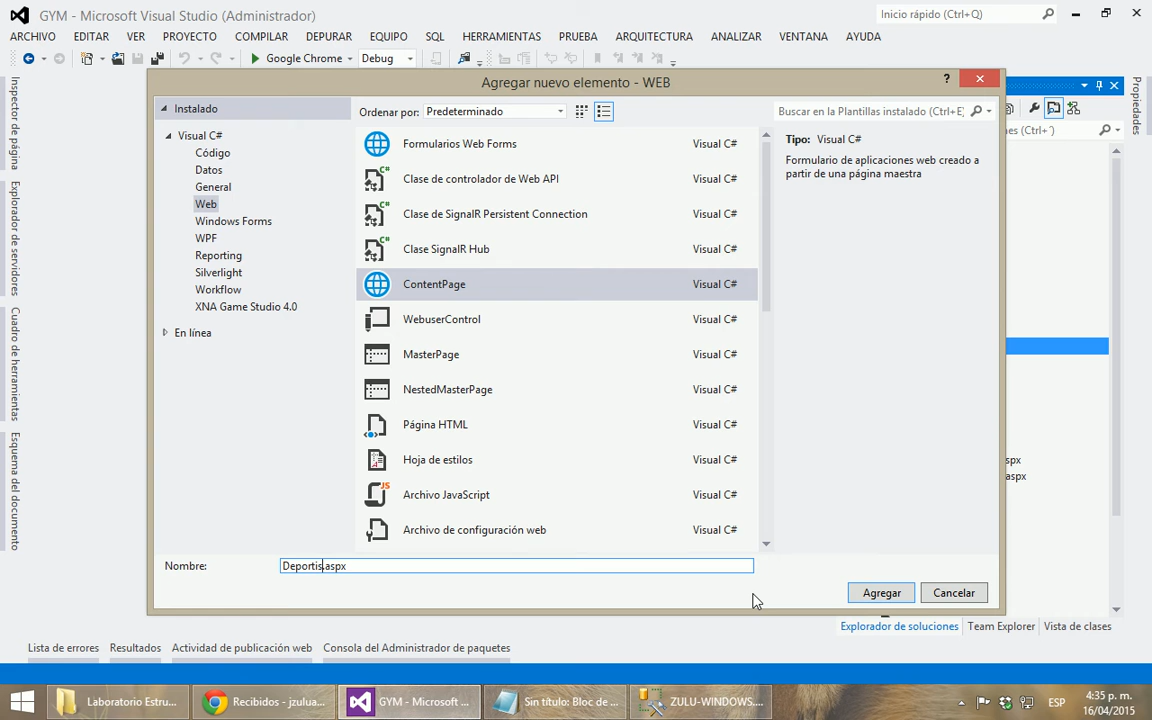 GYM - Microsoft Visual Studio (Administrador)
Inicio rápido (Ctrl+Q)
ARCHIVO EDITAR VER PROYECTO COMPILAR DEPURAR EQUIPO SQL HERRAMIENTAS PRUEBA ARQUITECTURA ANALIZAR VENTANA AYUDA
Google Chrome Debug
Agregar nuevo elemento - WEB
?
Instalado
Ordenar por: Predeterminado
Buscar en la Plantillas instalado (Ctrl+E)
Visual C#
Código
Datos
General
Web
Windows Forms
WPF
Reporting
Silverlight
Workflow
XNA Game Studio 4.0
En línea
Formularios Web Forms Visual C#
Clase de controlador de Web API Visual C#
Clase de SignalR Persistent Connection Visual C#
Clase SignalR Hub Visual C#
ContentPage Visual C#
WebuserControl Visual C#
MasterPage Visual C#
NestedMasterPage Visual C#
Página HTML Visual C#
Hoja de estilos Visual C#
Archivo JavaScript Visual C#
Archivo de configuración web Visual C#
Tipo: Visual C#
Formulario de aplicaciones web creado a
partir de una página maestra
Nombre: Deportis.aspx
Agregar Cancelar
Inspector de página
Explorador de servidores
Cuadro de herramientas
Esquema del documento
Propiedades
nes (Ctrl+´)
spx
aspx
Explorador de soluciones Team Explorer Vista de clases
Lista de errores Resultados Actividad de publicación web Consola del Administrador de paquetes
Laboratorio Estru...
Recibidos - jzulua...
GYM - Microsoft ...
Sin título: Bloc de ...
ZULU-WINDOWS....
ESP
4:35 p. m.
16/04/2015